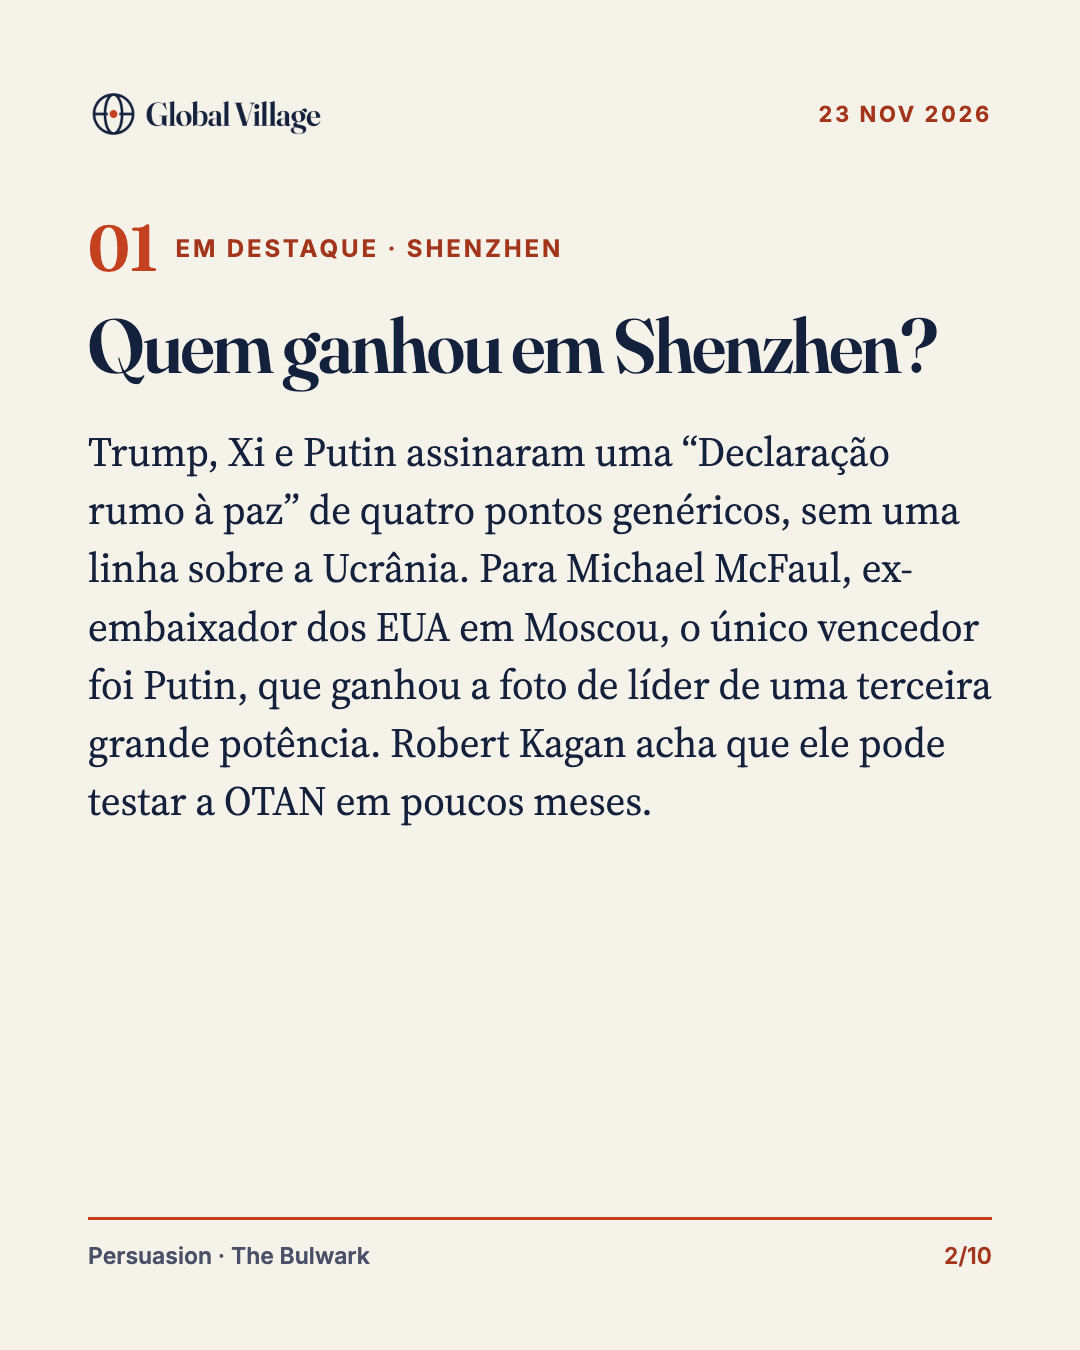 Global Village
23 NOV 2026
01 EM DESTAQUE · SHENZHEN
Quem ganhou em Shenzhen?
Trump, Xi e Putin assinaram uma “Declaração
rumo à paz” de quatro pontos genéricos, sem uma
linha sobre a Ucrânia. Para Michael McFaul, ex-
embaixador dos EUA em Moscou, o único vencedor
foi Putin, que ganhou a foto de líder de uma terceira
grande potência. Robert Kagan acha que ele pode
testar a OTAN em poucos meses.
Persuasion · The Bulwark
2/10